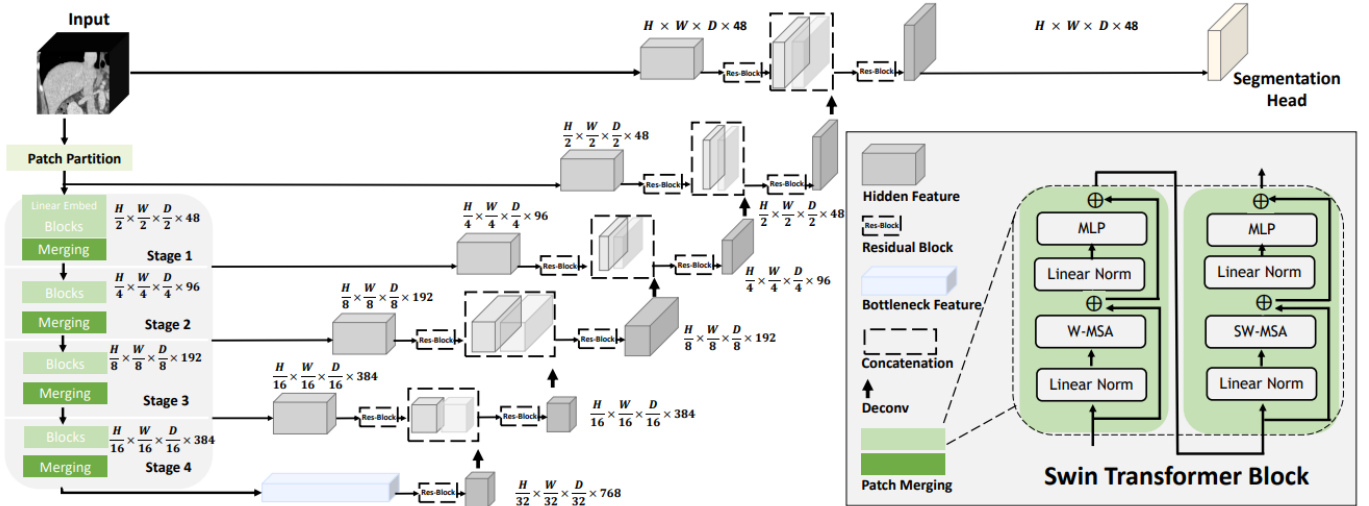 Input
H × W × D × 48
H × W × D × 48
Res-Block
Res-Block
Segmentation
Head
Patch Partition
H/2 × W/2 × D/2 × 48
Res-Block
Res-Block
H/2 × W/2 × D/2 × 48
Linear Embed
Blocks
H/2 × W/2 × D/2 × 48
Merging
Stage 1
H/4 × W/4 × D/4 × 96
Res-Block
Res-Block
H/4 × W/4 × D/4 × 96
Blocks
H/4 × W/4 × D/4 × 96
Merging
Stage 2
H/8 × W/8 × D/8 × 192
Res-Block
Res-Block
H/8 × W/8 × D/8 × 192
Blocks
H/8 × W/8 × D/8 × 192
Merging
Stage 3
H/16 × W/16 × D/16 × 384
Res-Block
Res-Block
H/16 × W/16 × D/16 × 384
Blocks
H/16 × W/16 × D/16 × 384
Merging
Stage 4
Res-Block
H/32 × W/32 × D/32 × 768
Hidden Feature
Res-Block
Residual Block
Bottleneck Feature
Concatenation
Deconv
Patch Merging
MLP
Linear Norm
W-MSA
Linear Norm
MLP
Linear Norm
SW-MSA
Linear Norm
Swin Transformer Block